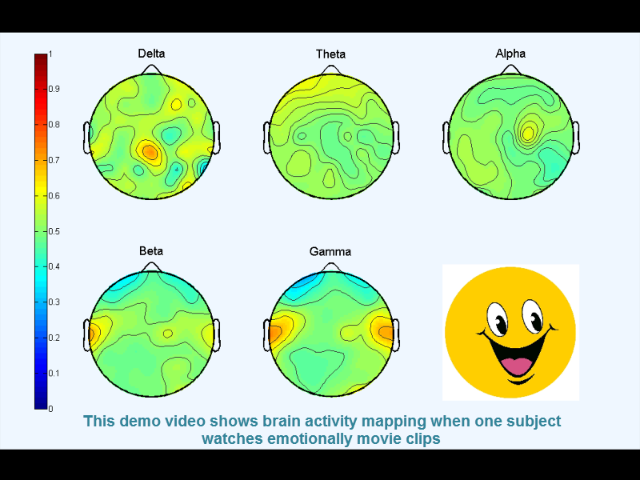 Delta Theta Alpha
1
0.9
0.8
0.7
0.6
0.5
0.4
0.3
0.2
0.1
0
Beta Gamma
This demo video shows brain activity mapping when one subject
watches emotionally movie clips